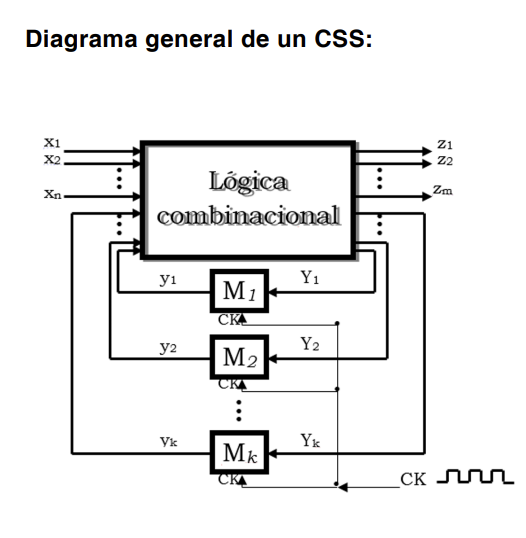 Diagrama general de un CSS:
x1
x2
xn
Lógica
combinacional
z1
z2
zm
y1
M1
Y1
CK
y2
M2
Y2
CK
yk
Mk
Yk
CK
CK